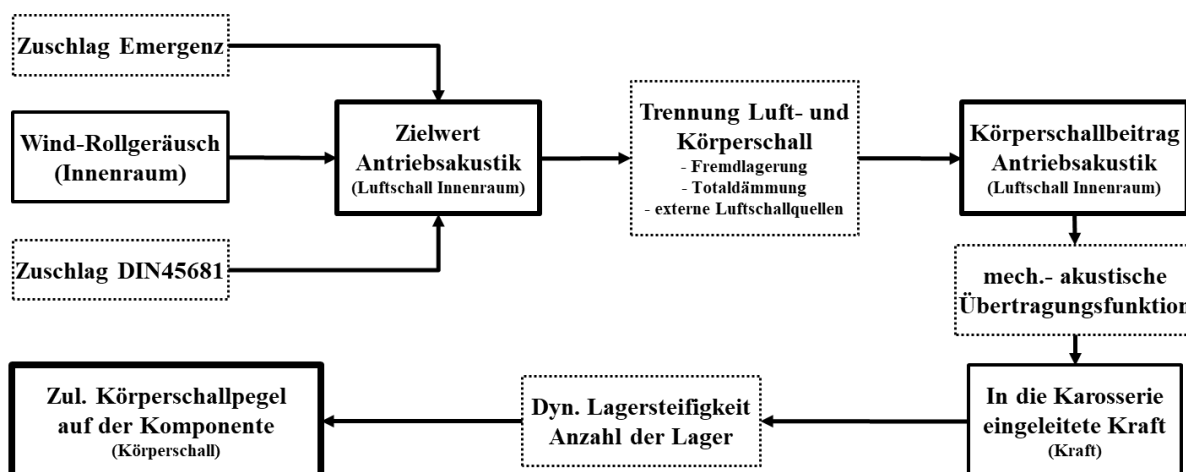 Zuschlag Emergenz
Wind-Rollgeräusch
(Innenraum)
Zuschlag DIN45681
Zielwert
Antriebsakustik
(Luftschall Innenraum)
Trennung Luft- und
Körperschall
- Fremdlagerung
- Totaldämmung
- externe Luftschallquellen
Körperschallbeitrag
Antriebsakustik
(Luftschall Innenraum)
mech.- akustische
Übertragungsfunktion
In die Karosserie
eingeleitete Kraft
(Kraft)
Dyn. Lagersteifigkeit
Anzahl der Lager
Zul. Körperschallpegel
auf der Komponente
(Körperschall)